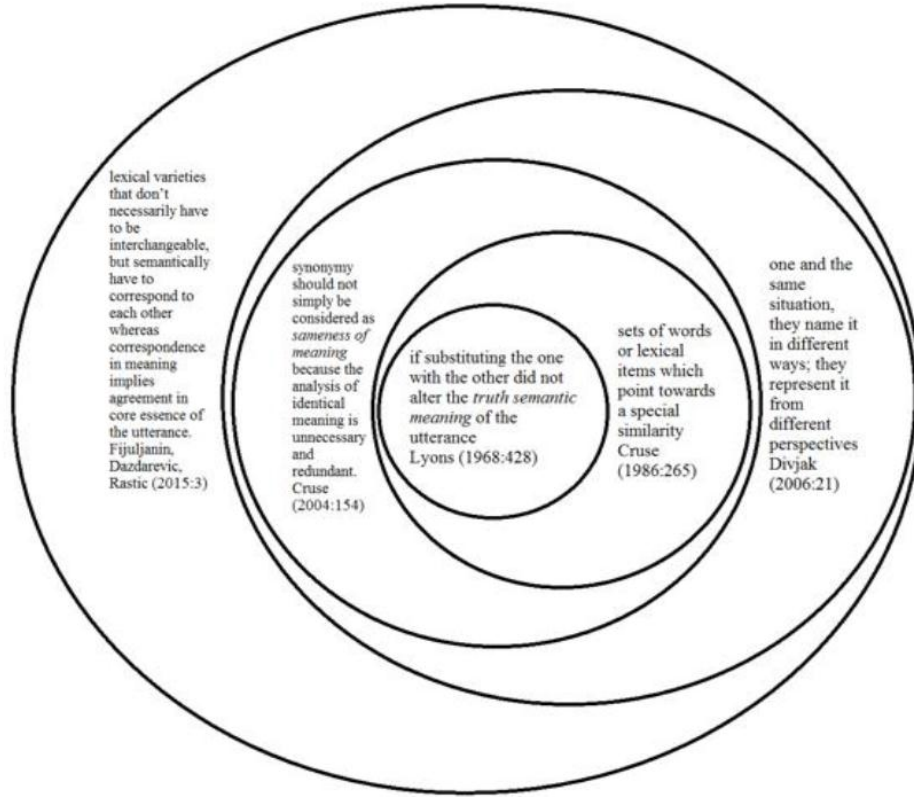 lexical varieties
that don't
necessarily have
to be
interchangeable,
but semantically
have to
correspond to
each other
whereas
correspondence
in meaning
implies
agreement in
core essence of
the utterance.
Fijuljanin,
Dazdarevic,
Rastic (2015:3)
synonymy
should not
simply be
considered as
sameness of
meaning
because the
analysis of
identical
meaning is
unnecessary
and
redundant.
Cruse
(2004:154)
if substituting the one
with the other did not
alter the truth semantic
meaning of the
utterance
Lyons (1968:428)
sets of words
or lexical
items which
point towards
a special
similarity
Cruse
(1986:265)
one and the
same
situation,
they name it
in different
ways; they
represent it
from
different
perspectives
Divjak
(2006:21)